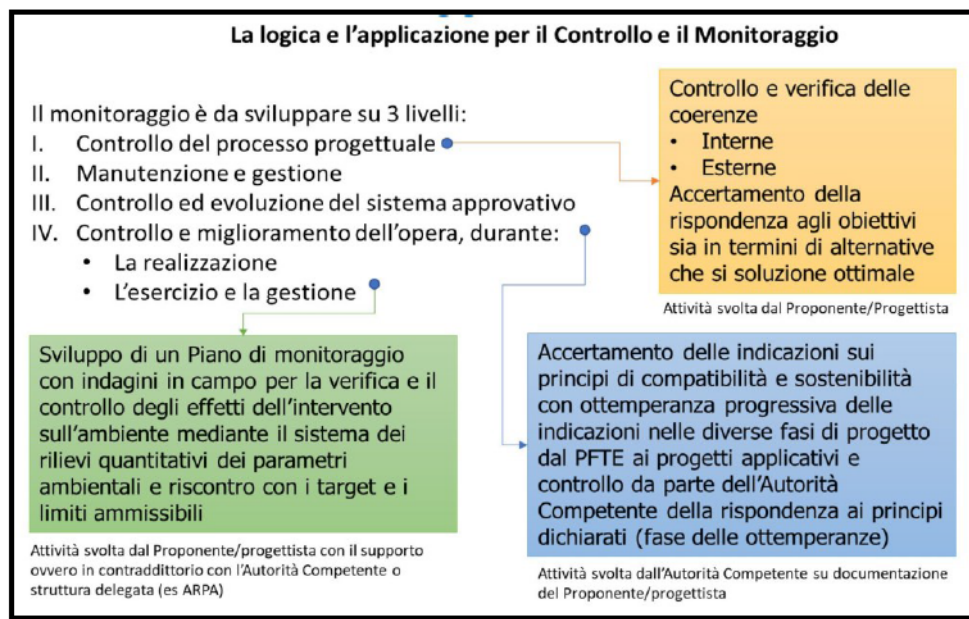 La logica e l'applicazione per il Controllo e il Monitoraggio
Il monitoraggio è da sviluppare su 3 livelli:
I. Controllo del processo progettuale
II. Manutenzione e gestione
III. Controllo ed evoluzione del sistema approvativo
IV. Controllo e miglioramento dell'opera, durante:
• La realizzazione
• L'esercizio e la gestione
Controllo e verifica delle
coerenze
• Interne
• Esterne
Accertamento della
rispondenza agli obiettivi
sia in termini di alternative
che si soluzione ottimale
Attività svolta dal Proponente/Progettista
Sviluppo di un Piano di monitoraggio
con indagini in campo per la verifica e il
controllo degli effetti dell'intervento
sull'ambiente mediante il sistema dei
rilievi quantitativi dei parametri
ambientali e riscontro con i target e i
limiti ammissibili
Attività svolta dal Proponente/progettista con il supporto
ovvero in contraddittorio con l'Autorità Competente o
struttura delegata (es ARPA)
Accertamento delle indicazioni sui
principi di compatibilità e sostenibilità
con ottemperanza progressiva delle
indicazioni nelle diverse fasi di progetto
dal PFTE ai progetti applicativi e
controllo da parte dell'Autorità
Competente della rispondenza ai principi
dichiarati (fase delle ottemperanze)
Attività svolta dall'Autorità Competente su documentazione
del Proponente/progettista